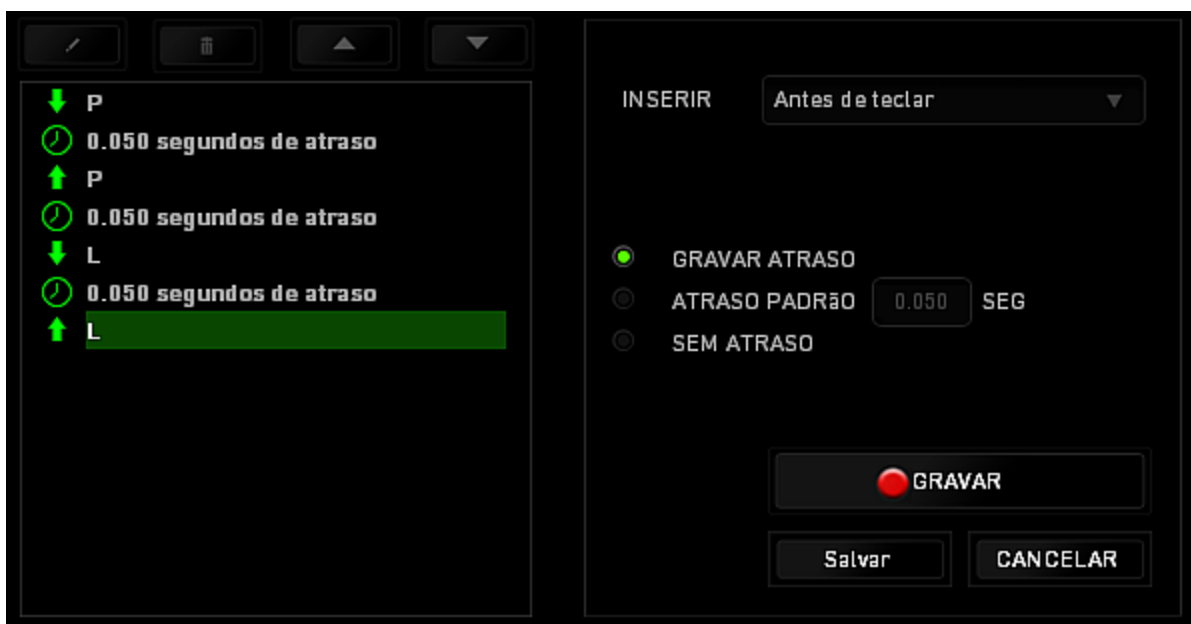 P
0.050 segundos de atraso
P
0.050 segundos de atraso
L
0.050 segundos de atraso
L
INSERIR Antes de teclar
GRAVAR ATRASO
ATRASO PADRãO 0.050 SEG
SEM ATRASO
GRAVAR
Salvar CANCELAR